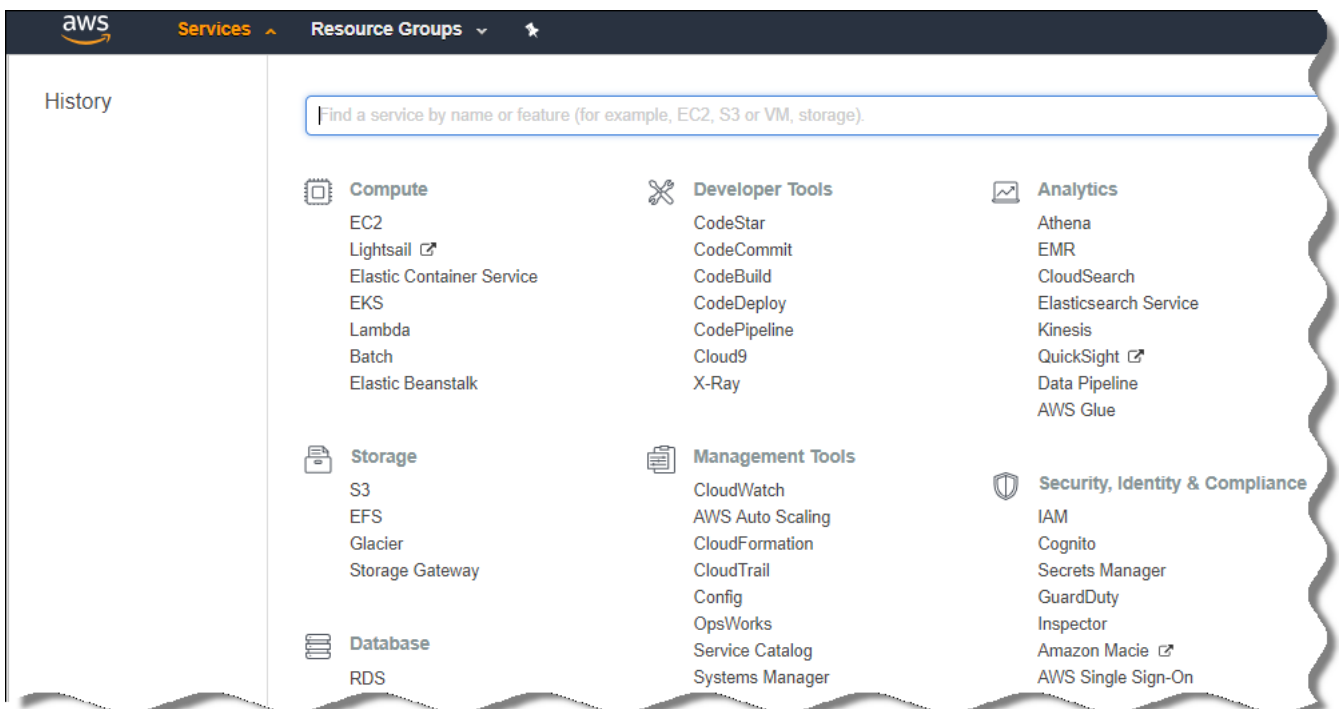 aws Services Resource Groups
History
Find a service by name or feature (for example, EC2, S3 or VM, storage).
Compute
EC2
Lightsail
Elastic Container Service
EKS
Lambda
Batch
Elastic Beanstalk
Storage
S3
EFS
Glacier
Storage Gateway
Database
RDS
Developer Tools
CodeStar
CodeCommit
CodeBuild
CodeDeploy
CodePipeline
Cloud9
X-Ray
Management Tools
CloudWatch
AWS Auto Scaling
CloudFormation
CloudTrail
Config
OpsWorks
Service Catalog
Systems Manager
Analytics
Athena
EMR
CloudSearch
Elasticsearch Service
Kinesis
QuickSight
Data Pipeline
AWS Glue
Security, Identity & Compliance
IAM
Cognito
Secrets Manager
GuardDuty
Inspector
Amazon Macie
AWS Single Sign-On